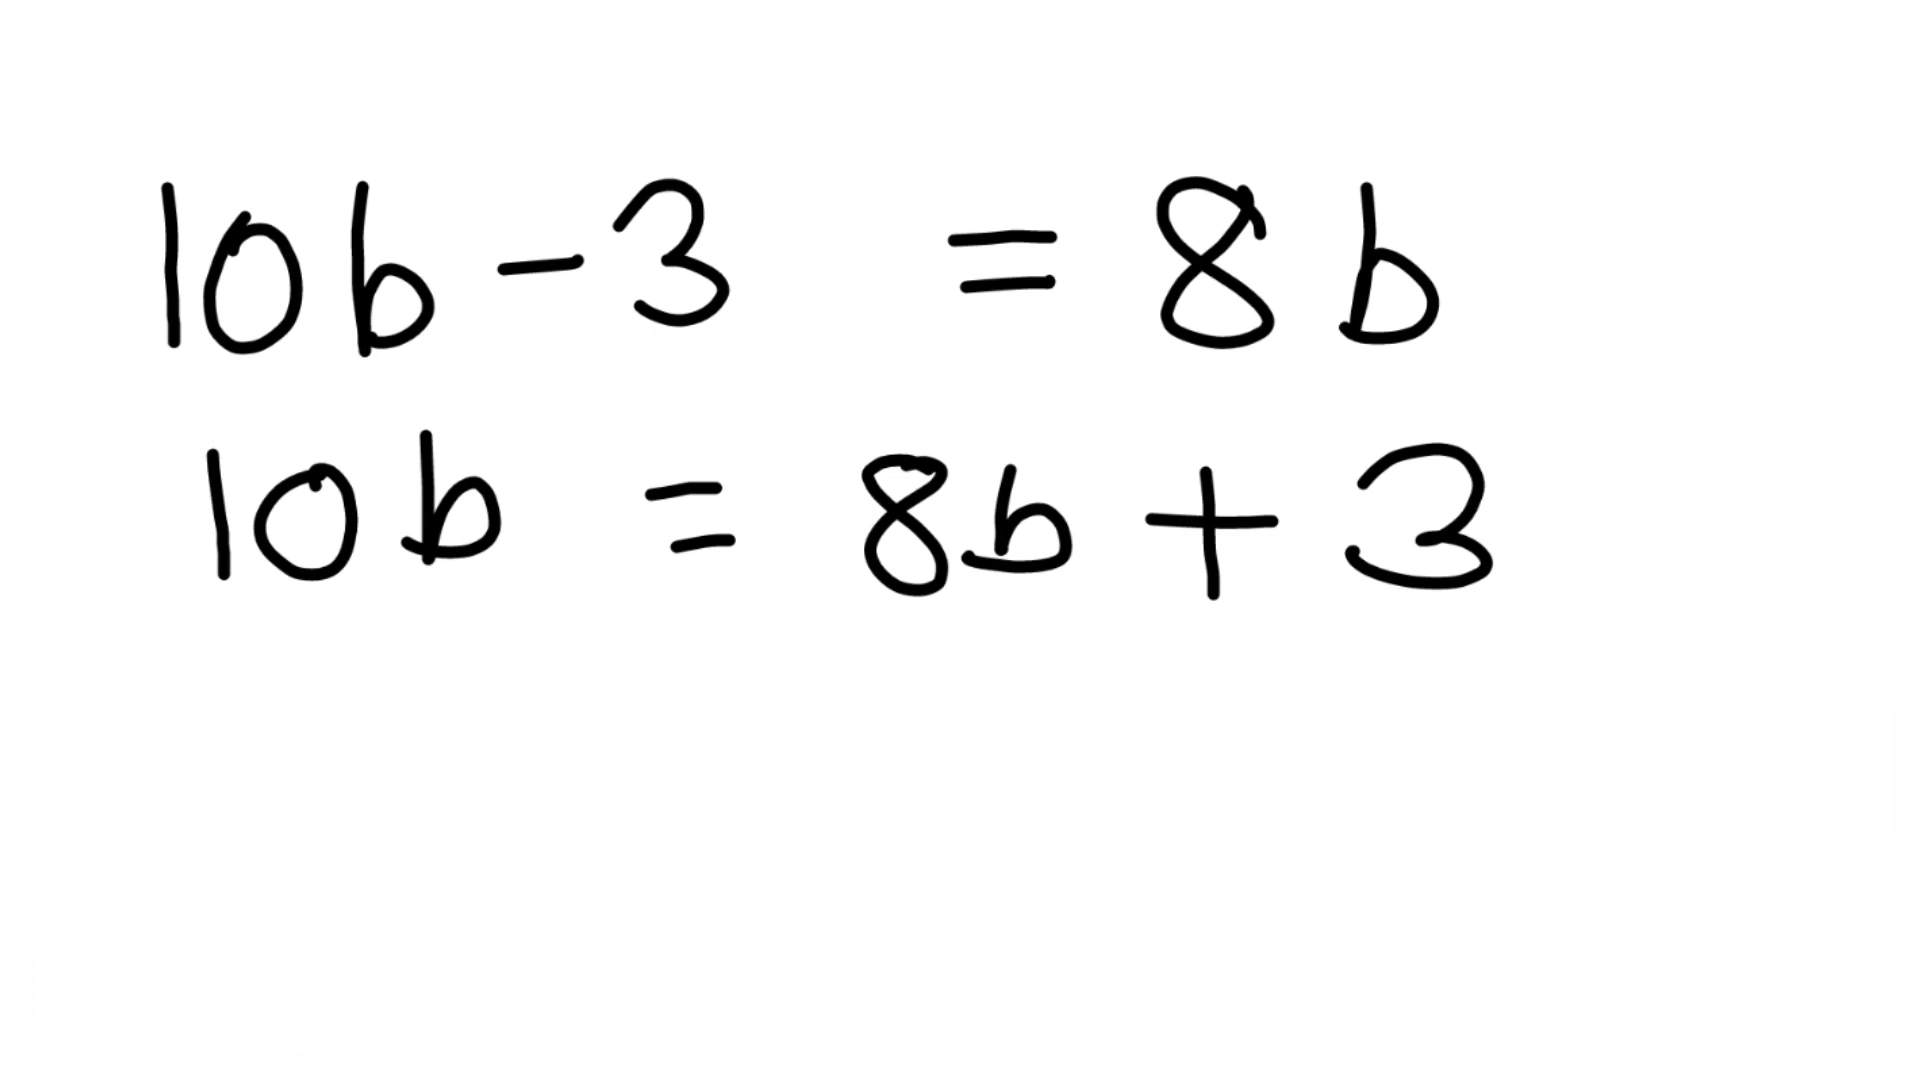 10b - 3 = 8b
10b = 8b + 3